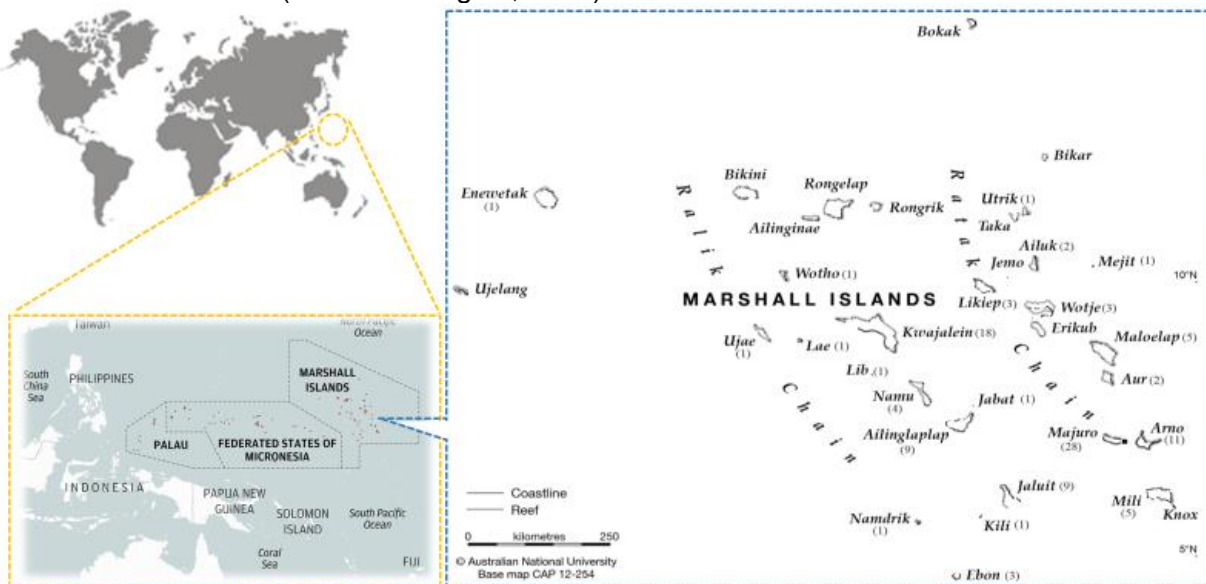 Bokak
Bikar
Bikini
Rongelap
Enewetak
(1)
Rongrik
Utrik (1)
Ailinginae
Taka
Ralik
Ratak
Ailuk (2)
Jemo
Mejit (1)
10°N
Wotho (1)
Ujelang
MARSHALL ISLANDS
Likiep (3)
Wotje (3)
Erikub
Ujae
(1)
Lae (1)
Kwajalein (18)
Maloelap (5)
Lib (1)
Chain
Chain
Aur (2)
Namu
(4)
Jabat (1)
Ailinglaplap
(9)
Majuro
(28)
Arno
(11)
Jaluit (9)
Mili
(5)
Knox
Namdrik
(1)
Kili (1)
5°N
Ebon (3)
Coastline
Reef
0 kilometres 250
© Australian National University
Base map CAP 12-254
Taiwan
North Pacific
Ocean
South
China
Sea
PHILIPPINES
MARSHALL
ISLANDS
PALAU
FEDERATED STATES OF
MICRONESIA
INDONESIA
PAPUA NEW
GUINEA
SOLOMON
ISLAND
South Pacific
Ocean
Coral
Sea
FIJI